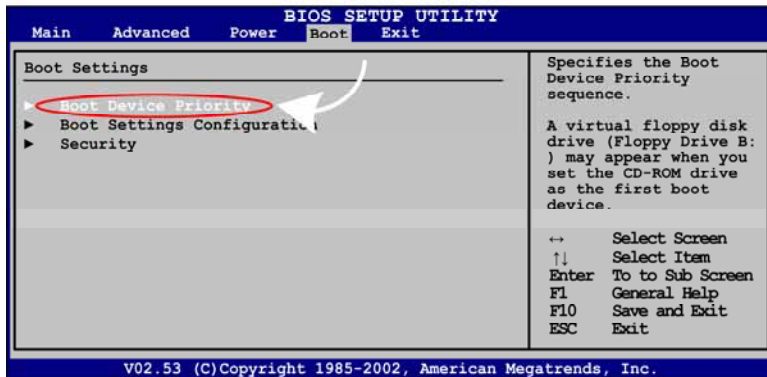 BIOS SETUP UTILITY
Main Advanced Power Boot Exit
Boot Settings
Boot Device Priority
Boot Settings Configuration
Security
Specifies the Boot
Device Priority
sequence.
A virtual floppy disk
drive (Floppy Drive B:
) may appear when you
set the CD-ROM drive
as the first boot
device.
↔ Select Screen
↑↓ Select Item
Enter To to Sub Screen
F1 General Help
F10 Save and Exit
ESC Exit
V02.53 (C)Copyright 1985-2002, American Megatrends, Inc.